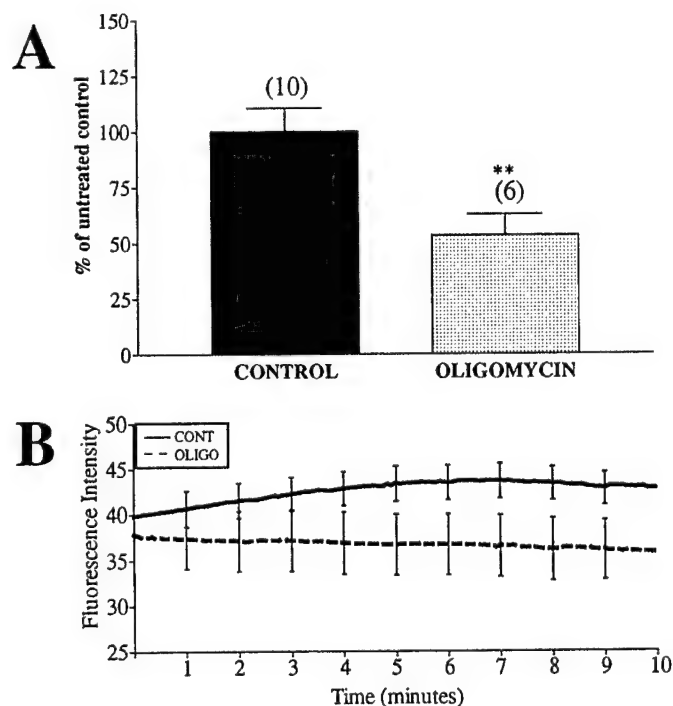 A
% of untreated control
150
125
100
75
50
25
0
(10)
**
(6)
CONTROL
OLIGOMYCIN
B
Fluorescence Intensity
50
45
40
35
30
25
CONT
OLIGO
1 2 3 4 5 6 7 8 9 10
Time (minutes)